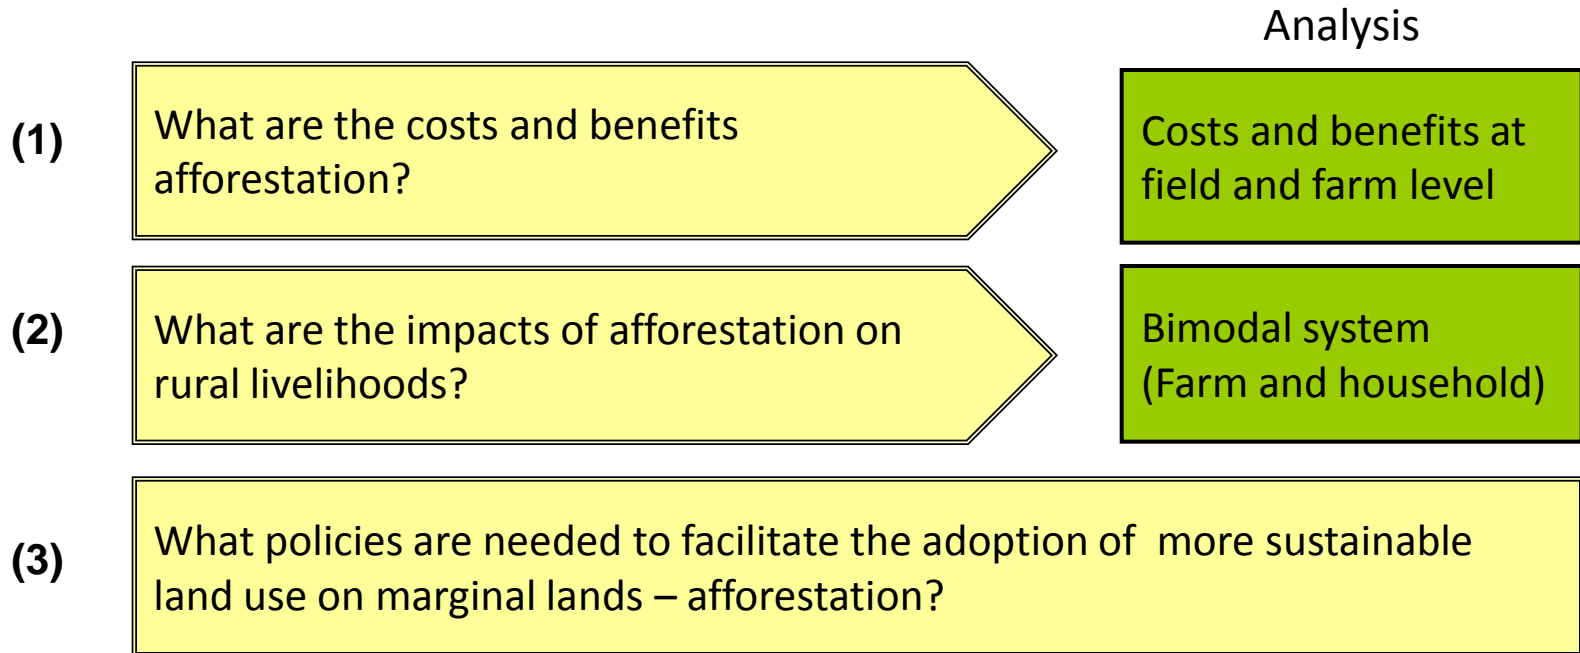 Analysis
(1)
What are the costs and benefits
afforestation?
Costs and benefits at
field and farm level
(2)
What are the impacts of afforestation on
rural livelihoods?
Bimodal system
(Farm and household)
(3)
What policies are needed to facilitate the adoption of  more sustainable
land use on marginal lands – afforestation?